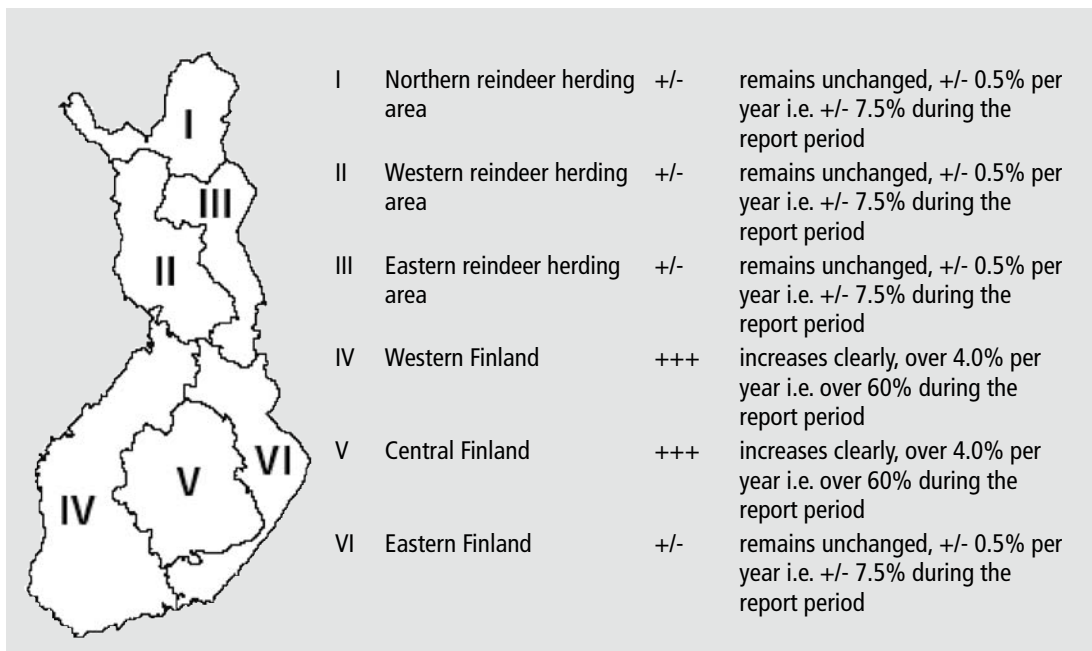 I
III
II
V
VI
IV
I Northern reindeer herding +/- remains unchanged, +/- 0.5% per
area year i.e. +/- 7.5% during the
report period
II Western reindeer herding +/- remains unchanged, +/- 0.5% per
area year i.e. +/- 7.5% during the
report period
III Eastern reindeer herding +/- remains unchanged, +/- 0.5% per
area year i.e. +/- 7.5% during the
report period
IV Western Finland +++ increases clearly, over 4.0% per
year i.e. over 60% during the
report period
V Central Finland +++ increases clearly, over 4.0% per
year i.e. over 60% during the
report period
VI Eastern Finland +/- remains unchanged, +/- 0.5% per
year i.e. +/- 7.5% during the
report period